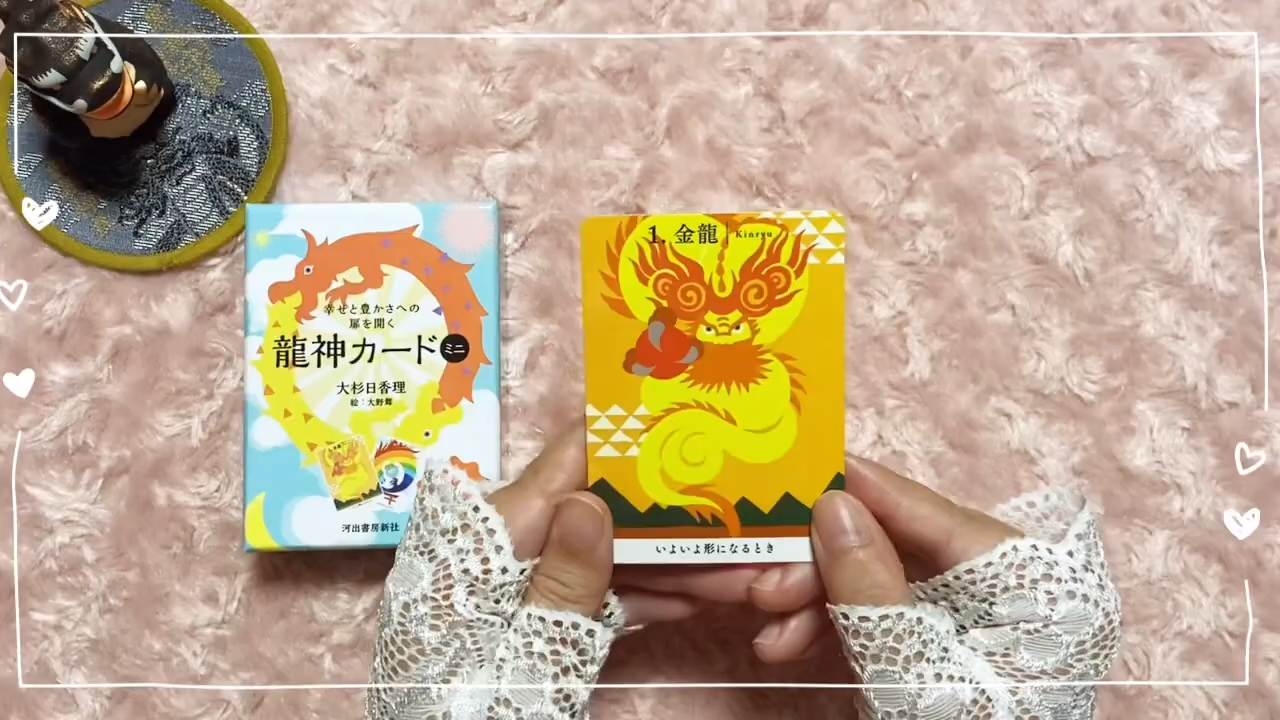 幸せと豊かさへの
扉を開く
龍神カード ミニ
大杉日香理
絵：大野舞
河出書房新社
1. 金龍 Kinryu
いよいよ形になるとき